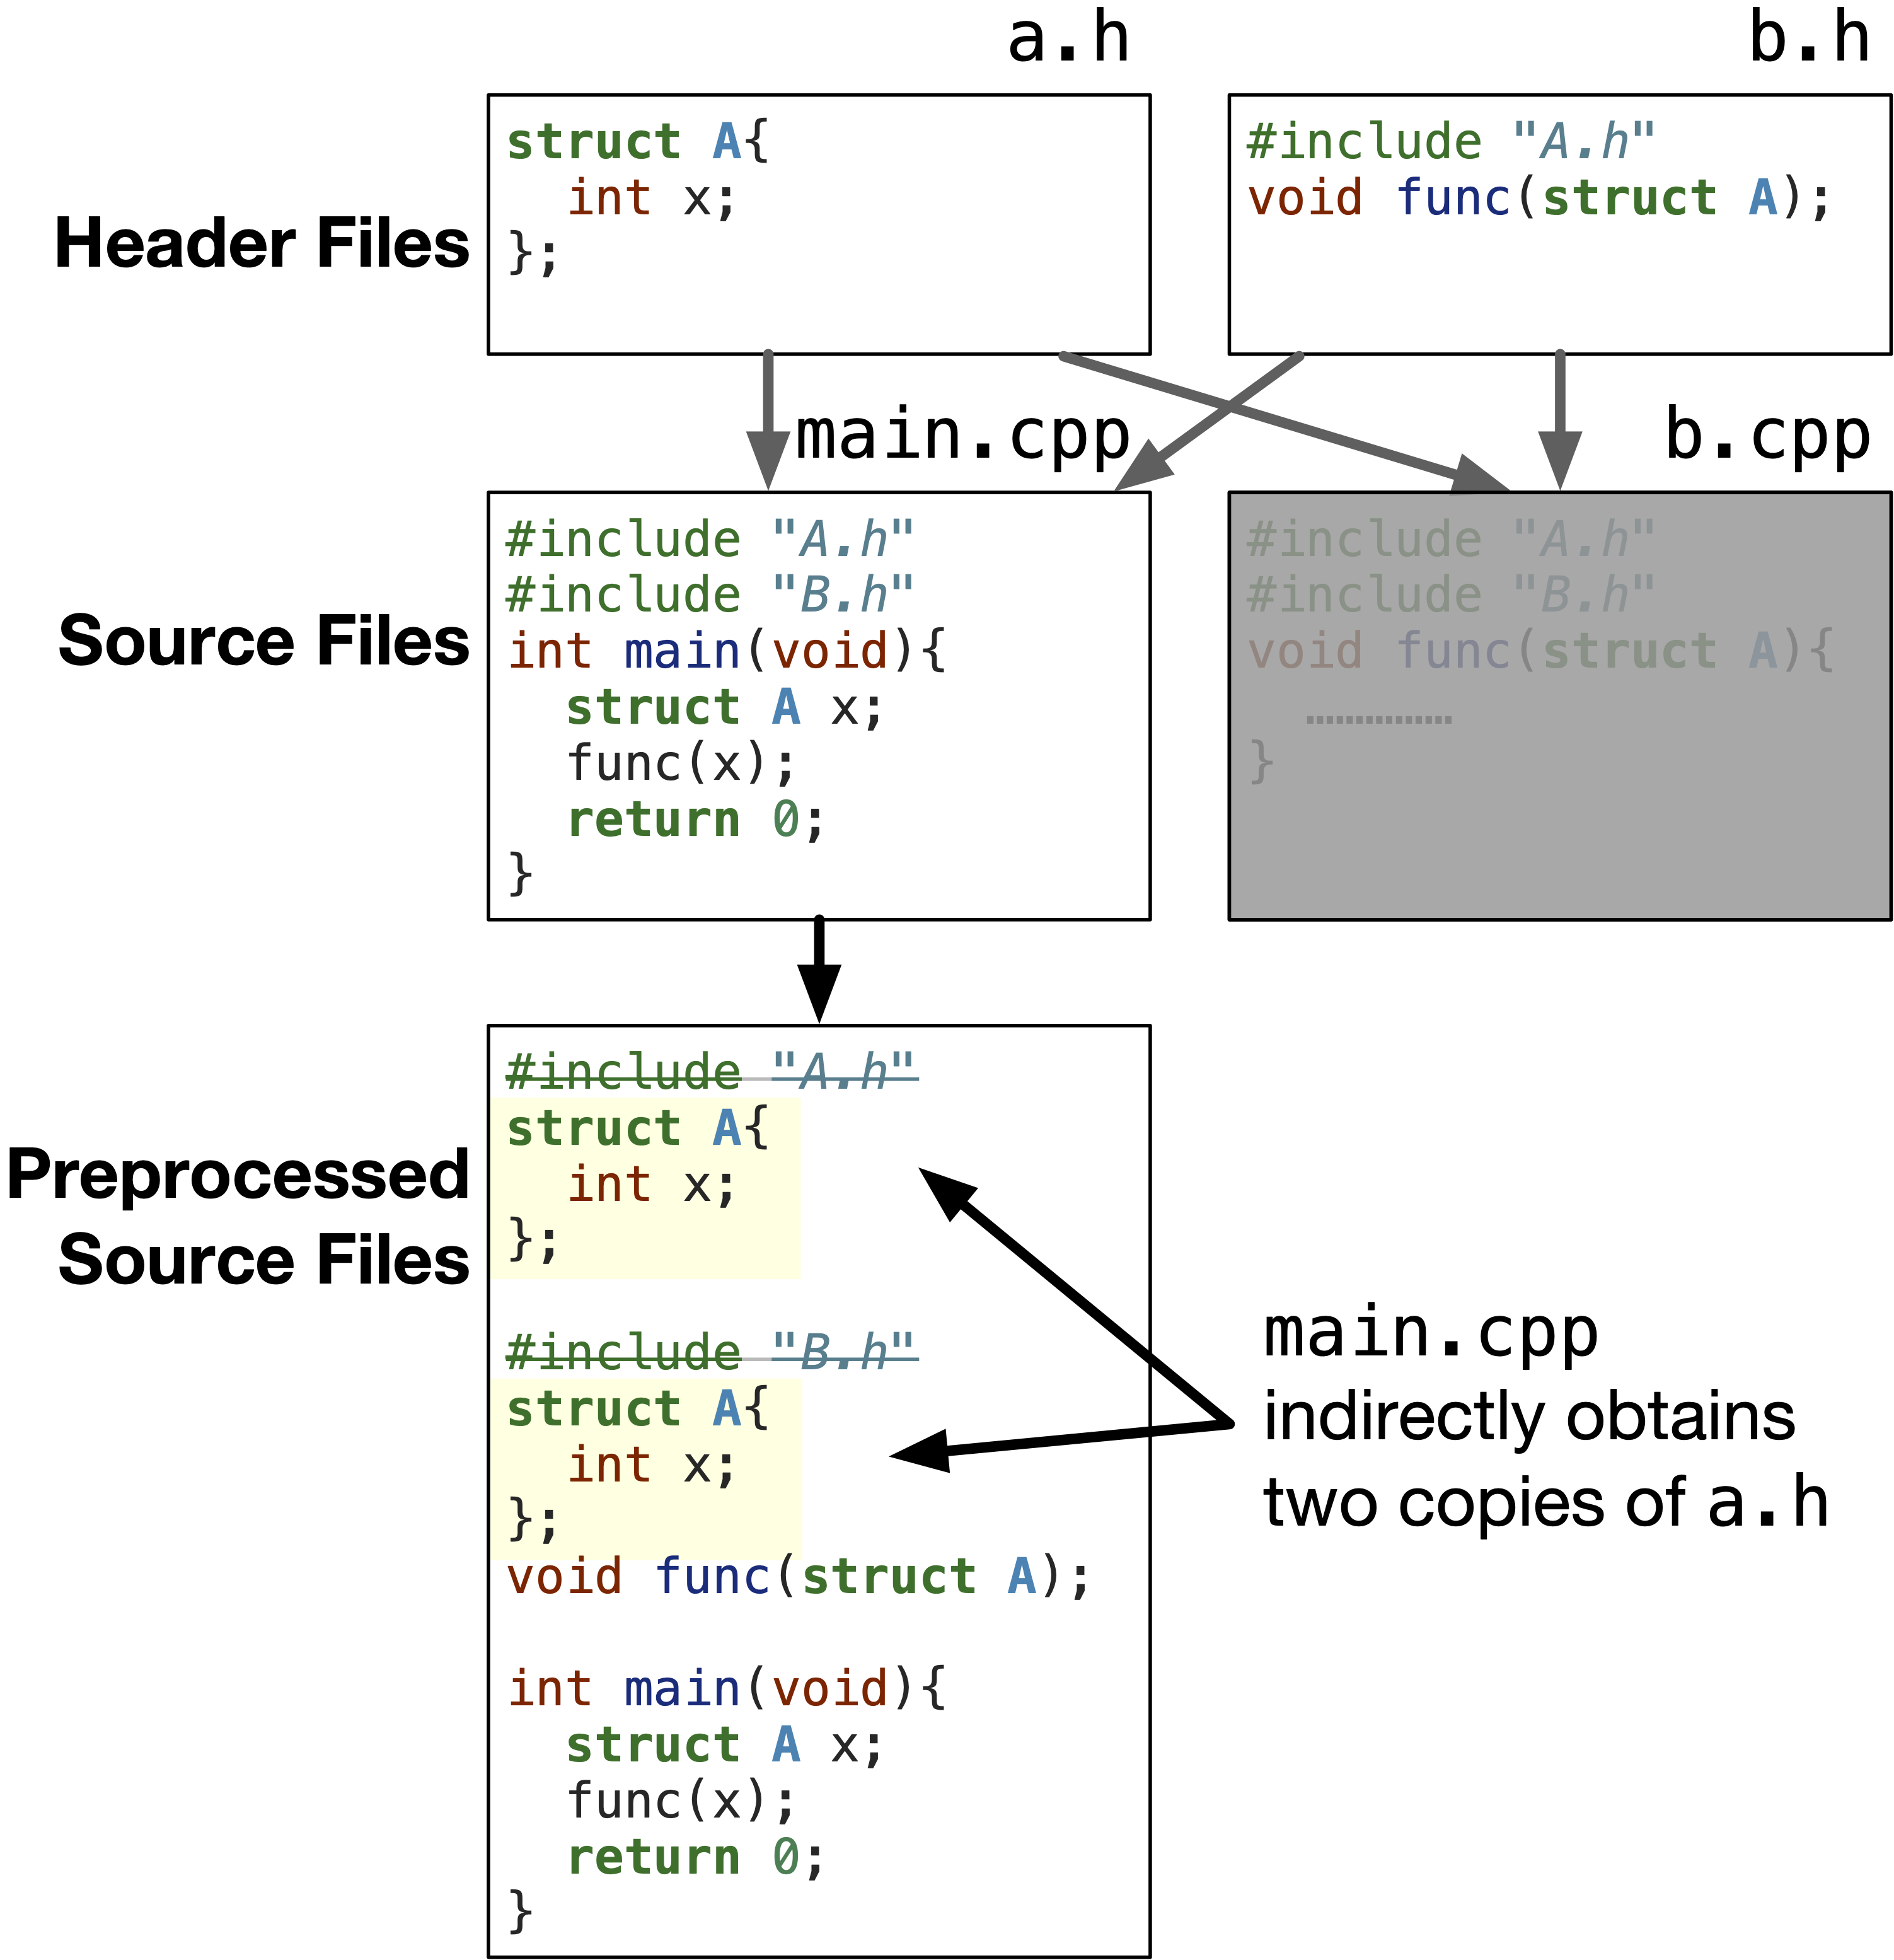 a.h
b.h
Header Files
struct A{
int x;
};
#include "A.h"
void func(struct A);
main.cpp
b.cpp
Source Files
#include "A.h"
#include "B.h"
int main(void){
struct A x;
func(x);
return 0;
}
#include "A.h"
#include "B.h"
void func(struct A){
……………
}
Preprocessed
Source Files
#include "A.h"
struct A{
int x;
};
#include "B.h"
struct A{
int x;
};
void func(struct A);
int main(void){
struct A x;
func(x);
return 0;
}
main.cpp
indirectly obtains
two copies of a.h